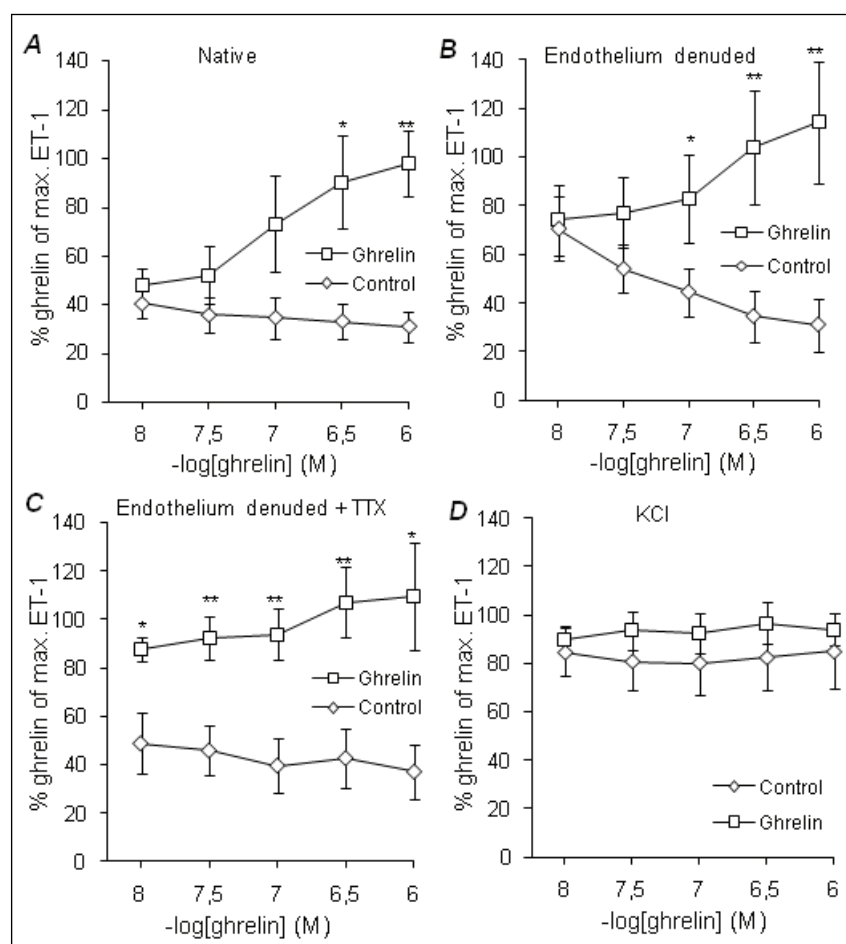 A
Native
140
120
100
80
60
40
20
0
% ghrelin of max. ET-1
*
**
Ghrelin
Control
8 7,5 7 6,5 6
-log[ghrelin] (M)
B
Endothelium denuded
140
120
100
80
60
40
20
0
% ghrelin of max. ET-1
*
**
**
Ghrelin
Control
8 7,5 7 6,5 6
-log[ghrelin] (M)
C
Endothelium denuded + TTX
140
120
100
80
60
40
20
0
% ghrelin of max. ET-1
*
**
**
**
*
Ghrelin
Control
8 7,5 7 6,5 6
-log[ghrelin] (M)
D
KCl
140
120
100
80
60
40
20
0
% ghrelin of max. ET-1
Control
Ghrelin
8 7,5 7 6,5 6
-log[ghrelin] (M)